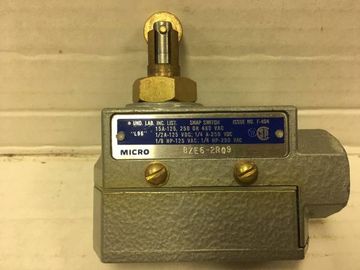 UND. LAB. INC. LIST. SNAP SWITCH ISSUE NO. F-404
"L96" 15A-125, 250 OR 480 VAC
1/2A-125 VDC; 1/4 A-250 VDC
1/8 HP-125 VAC; 1/4 HP-250 VAC
MICRO BZE6-2RQ9